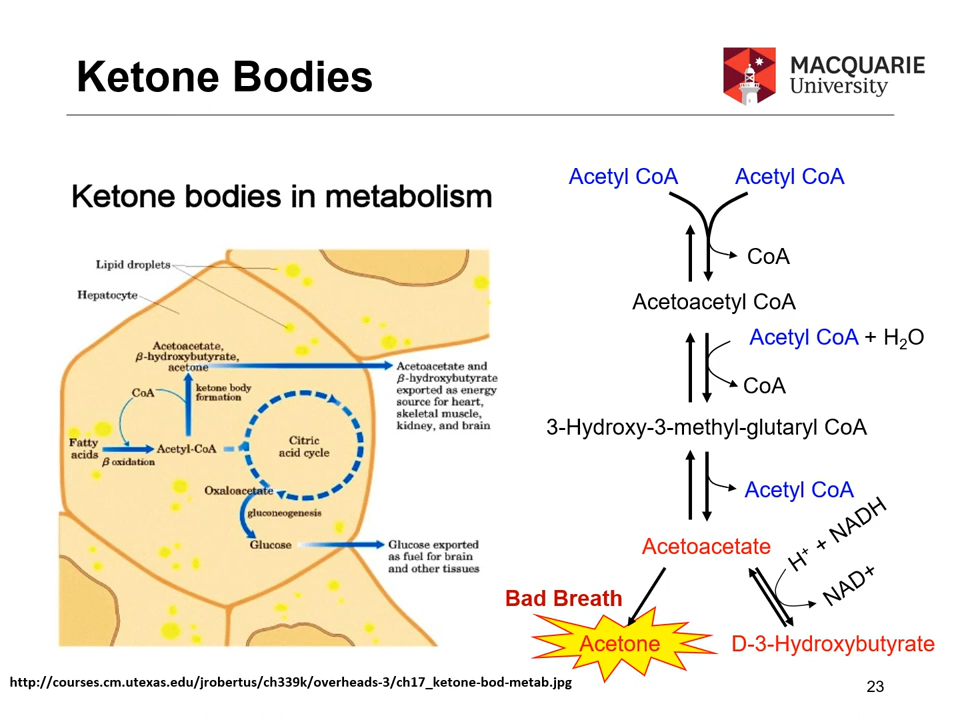 Ketone Bodies
MACQUARIE
University
Ketone bodies in metabolism
Lipid droplets
Hepatocyte
Acetoacetate,
β-hydroxybutyrate,
acetone
CoA
ketone body
formation
Acetoacetate and
β-hydroxybutyrate
exported as energy
source for heart,
skeletal muscle,
kidney, and brain
Fatty
acids
β oxidation
Acetyl-CoA
Citric
acid cycle
Oxaloacetate
gluconeogenesis
Glucose
Glucose exported
as fuel for brain
and other tissues
Acetyl CoA
Acetyl CoA
CoA
Acetoacetyl CoA
Acetyl CoA + H₂O
CoA
3-Hydroxy-3-methyl-glutaryl CoA
Acetyl CoA
Acetoacetate
H⁺ + NADH
NAD+
Bad Breath
Acetone
D-3-Hydroxybutyrate
http://courses.cm.utexas.edu/jrobertus/ch339k/overheads-3/ch17_ketone-bod-metab.jpg
23